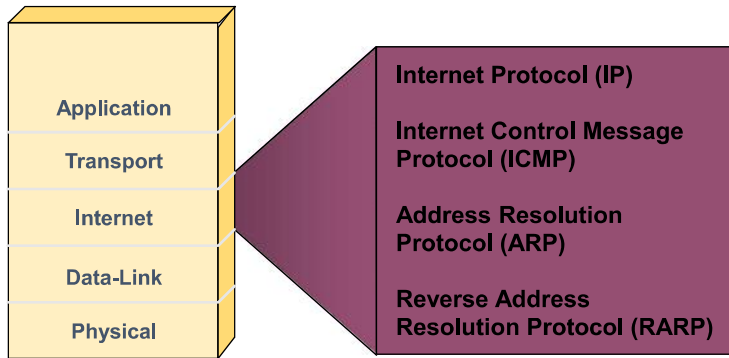 Application
Transport
Internet
Data-Link
Physical
Internet Protocol (IP)
Internet Control Message
Protocol (ICMP)
Address Resolution
Protocol (ARP)
Reverse Address
Resolution Protocol (RARP)